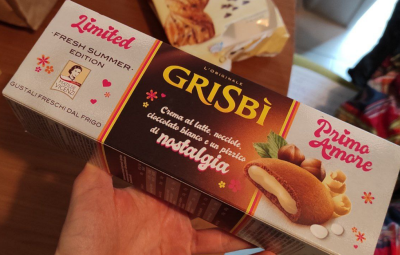 Limited
FRESH SUMMER
EDITION
GUSTALI FRESCHI DAL FRIGO
L'ORIGINALE
GRISBÌ
Crema al latte, nocciole,
cioccolato bianco e un pizzico
di nostalgia
Primo
Amore